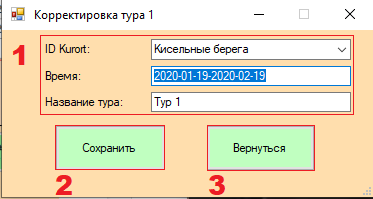 Корректировка тура 1
1
ID Kurort: Кисельные берега
Время: 2020-01-19-2020-02-19
Название тура: Тур 1
Сохранить Вернуться
2 3